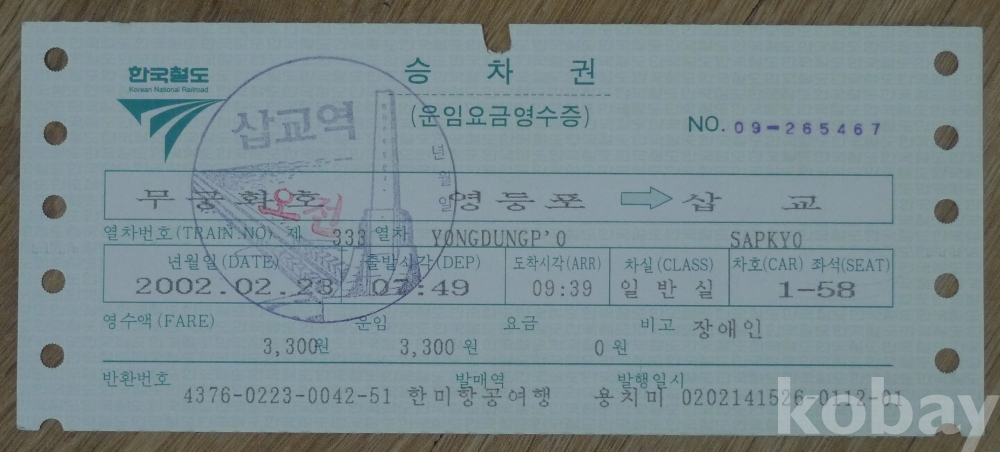 한국철도
Korean National Railroad
승 차 권
(운임요금영수증)
NO. 09-265467
삽교역
년 월 일
오전
무궁화호 영등포 → 삽 교
열차번호(TRAIN NO) 제 333 열차 YONGDUNGP'O SAPKYO
년월일(DATE) 출발시각(DEP) 도착시각(ARR) 차실(CLASS) 차호(CAR) 좌석(SEAT)
2002.02.23 07:49 09:39 일반실 1-58
영수액(FARE) 운임 요금 비고 장애인
3,300원 3,300 원 0 원
반환번호 발매역 발행일시
4376-0223-0042-51 한미항공여행 용치미 0202141526-0112-01
kobay